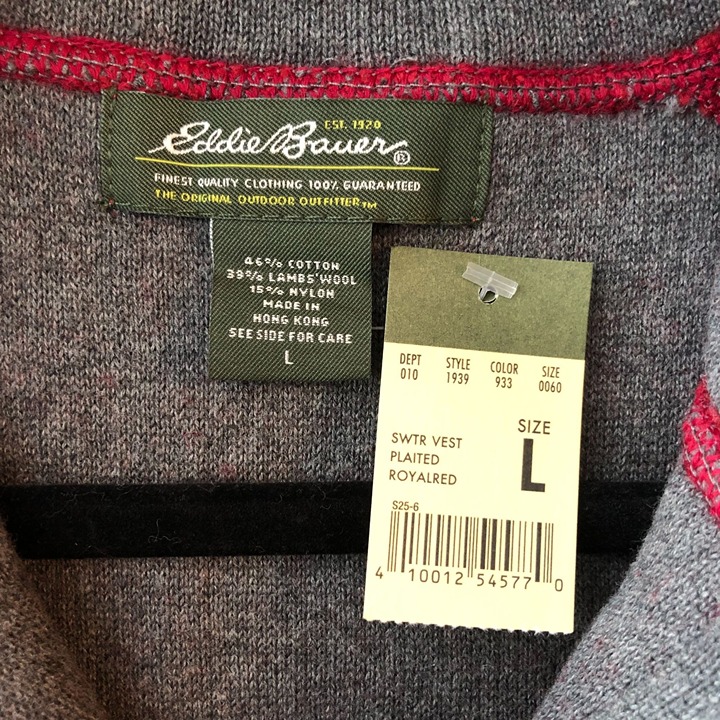 EST. 1920
Eddie Bauer ®
FINEST QUALITY CLOTHING 100% GUARANTEED
THE ORIGINAL OUTDOOR OUTFITTER TM
46% COTTON
39% LAMBS' WOOL
15% NYLON
MADE IN
HONG KONG
SEE SIDE FOR CARE
L
DEPT STYLE COLOR SIZE
010 1939 933 0060
SIZE
L
SWTR VEST
PLAITED
ROYALRED
S25-6
4 10012 54577 0